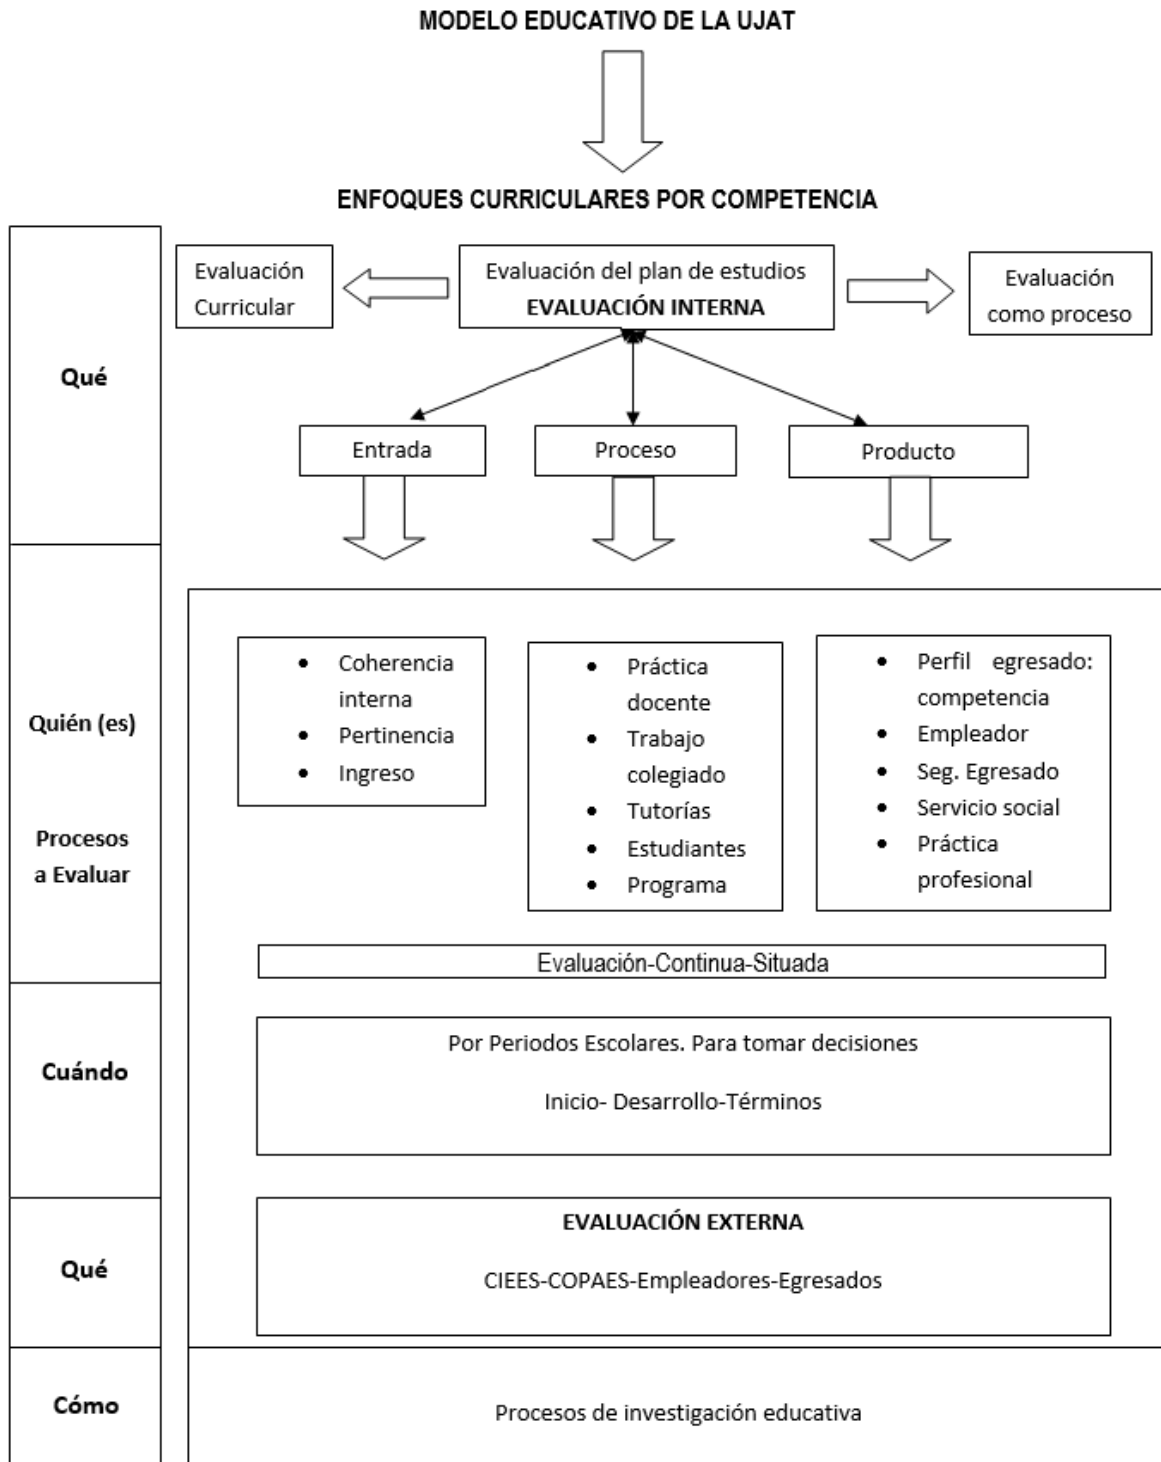 MODELO EDUCATIVO DE LA UJAT
ENFOQUES CURRICULARES POR COMPETENCIA
Qué
Evaluación
Curricular
Evaluación del plan de estudios
EVALUACIÓN INTERNA
Evaluación
como proceso
Entrada
Proceso
Producto
Quién (es)
Procesos
a Evaluar
• Coherencia
interna
• Pertinencia
• Ingreso
• Práctica
docente
• Trabajo
colegiado
• Tutorías
• Estudiantes
• Programa
• Perfil egresado:
competencia
• Empleador
• Seg. Egresado
• Servicio social
• Práctica
profesional
Evaluación-Continua-Situada
Cuándo
Por Periodos Escolares. Para tomar decisiones
Inicio- Desarrollo-Términos
Qué
EVALUACIÓN EXTERNA
CIEES-COPAES-Empleadores-Egresados
Cómo
Procesos de investigación educativa